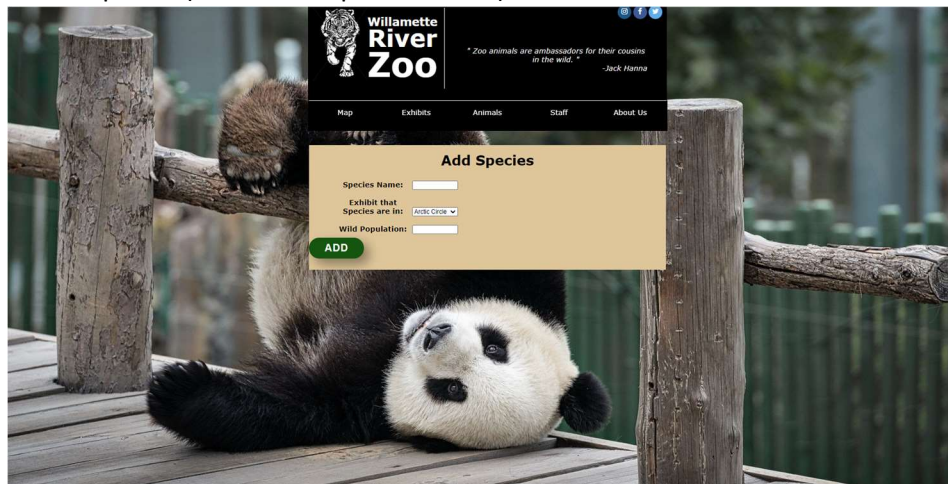 Willamette
River
Zoo
" Zoo animals are ambassadors for their cousins
in the wild. "
-Jack Hanna
Map Exhibits Animals Staff About Us
Add Species
Species Name:
Exhibit that
Species are in: Arctic Circle
Wild Population:
ADD